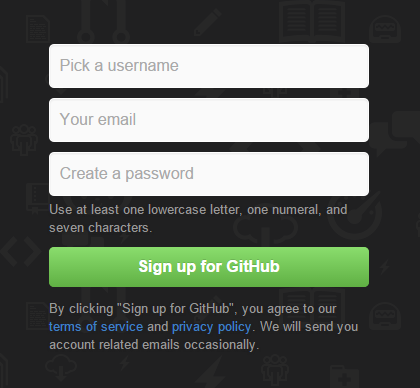 Pick a username
Your email
Create a password
Use at least one lowercase letter, one numeral, and
seven characters.
Sign up for GitHub
By clicking "Sign up for GitHub", you agree to our
terms of service and privacy policy. We will send you
account related emails occasionally.